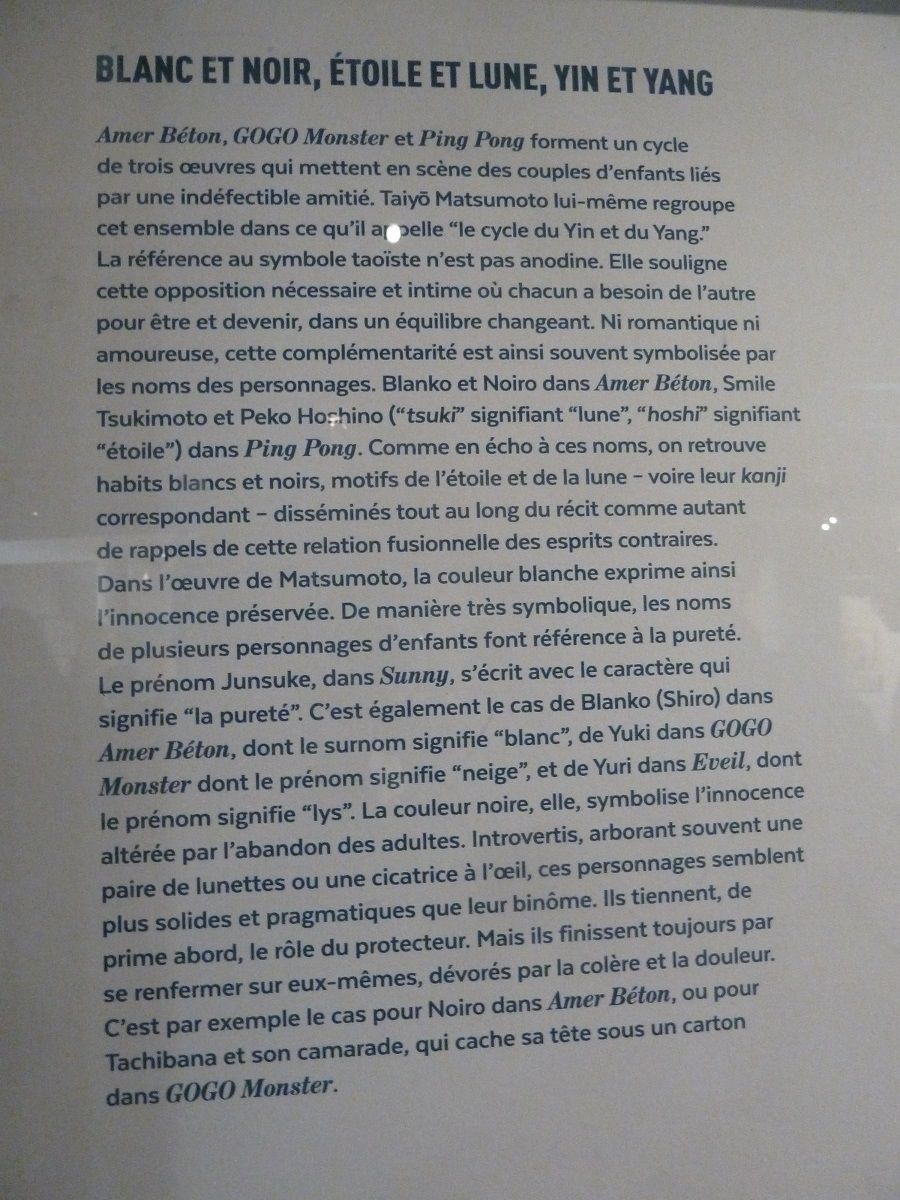 BLANC ET NOIR, ÉTOILE ET LUNE, YIN ET YANG
Amer Béton, GOGO Monster et Ping Pong forment un cycle
de trois œuvres qui mettent en scène des couples d’enfants liés
par une indéfectible amitié. Taiyō Matsumoto lui-même regroupe
cet ensemble dans ce qu’il appelle “le cycle du Yin et du Yang.”
La référence au symbole taoïste n’est pas anodine. Elle souligne
cette opposition nécessaire et intime où chacun a besoin de l’autre
pour être et devenir, dans un équilibre changeant. Ni romantique ni
amoureuse, cette complémentarité est ainsi souvent symbolisée par
les noms des personnages. Blanko et Noiro dans Amer Béton, Smile
Tsukimoto et Peko Hoshino (“tsuki” signifiant “lune”, “hoshi” signifiant
“étoile”) dans Ping Pong. Comme en écho à ces noms, on retrouve
habits blancs et noirs, motifs de l’étoile et de la lune – voire leur kanji
correspondant – disséminés tout au long du récit comme autant
de rappels de cette relation fusionnelle des esprits contraires.
Dans l’œuvre de Matsumoto, la couleur blanche exprime ainsi
l’innocence préservée. De manière très symbolique, les noms
de plusieurs personnages d’enfants font référence à la pureté.
Le prénom Junsuke, dans Sunny, s’écrit avec le caractère qui
signifie “la pureté”. C’est également le cas de Blanko (Shiro) dans
Amer Béton, dont le surnom signifie “blanc”, de Yuki dans GOGO
Monster dont le prénom signifie “neige”, et de Yuri dans Eveil, dont
le prénom signifie “lys”. La couleur noire, elle, symbolise l’innocence
altérée par l’abandon des adultes. Introvertis, arborant souvent une
paire de lunettes ou une cicatrice à l’œil, ces personnages semblent
plus solides et pragmatiques que leur binôme. Ils tiennent, de
prime abord, le rôle du protecteur. Mais ils finissent toujours par
se renfermer sur eux-mêmes, dévorés par la colère et la douleur.
C’est par exemple le cas pour Noiro dans Amer Béton, ou pour
Tachibana et son camarade, qui cache sa tête sous un carton
dans GOGO Monster.